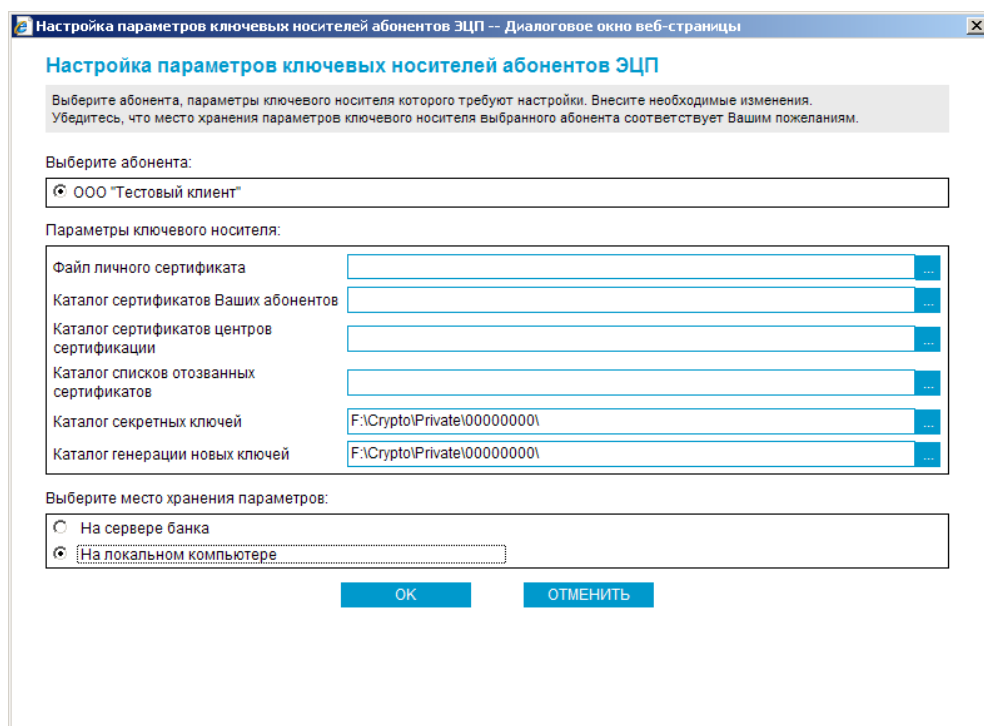 Настройка параметров ключевых носителей абонентов ЭЦП -- Диалоговое окно веб-страницы
Настройка параметров ключевых носителей абонентов ЭЦП
Выберите абонента, параметры ключевого носителя которого требуют настройки. Внесите необходимые изменения.
Убедитесь, что место хранения параметров ключевого носителя выбранного абонента соответствует Вашим пожеланиям.
Выберите абонента:
ООО "Тестовый клиент"
Параметры ключевого носителя:
Файл личного сертификата
...
Каталог сертификатов Ваших абонентов
...
Каталог сертификатов центров
сертификации
...
Каталог списков отозванных
сертификатов
...
Каталог секретных ключей
F:\Crypto\Private\00000000\
...
Каталог генерации новых ключей
F:\Crypto\Private\00000000\
...
Выберите место хранения параметров:
На сервере банка
На локальном компьютере
OK
ОТМЕНИТЬ